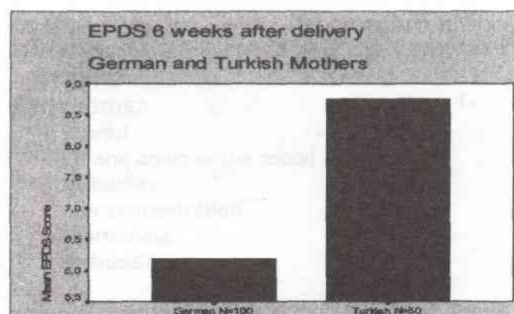 EPDS 6 weeks after delivery
German and Turkish Mothers
Mean EPDS-Score
9,0
8,5
8,0
7,5
7,0
6,5
6,0
5,5
German N=100
Turkish N=50